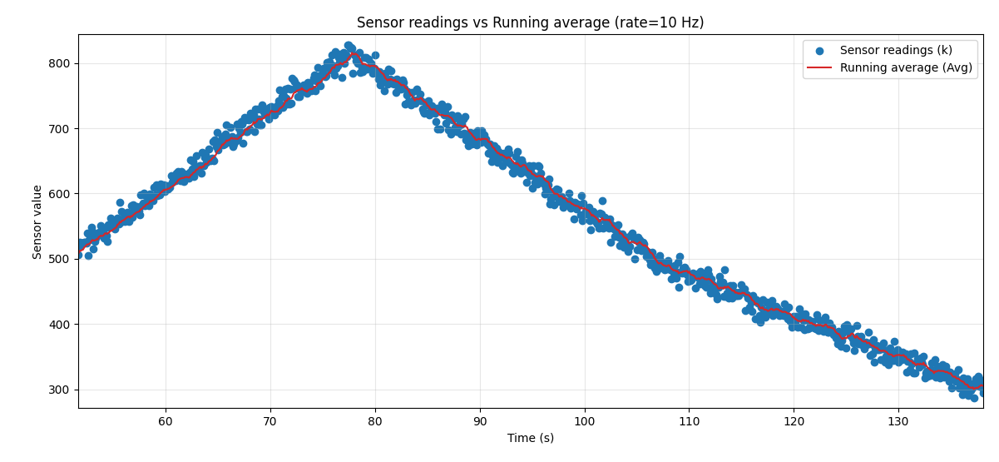 Sensor readings vs Running average (rate=10 Hz)
Sensor readings (k)
Running average (Avg)
Sensor value
800
700
600
500
400
300
60 70 80 90 100 110 120 130
Time (s)